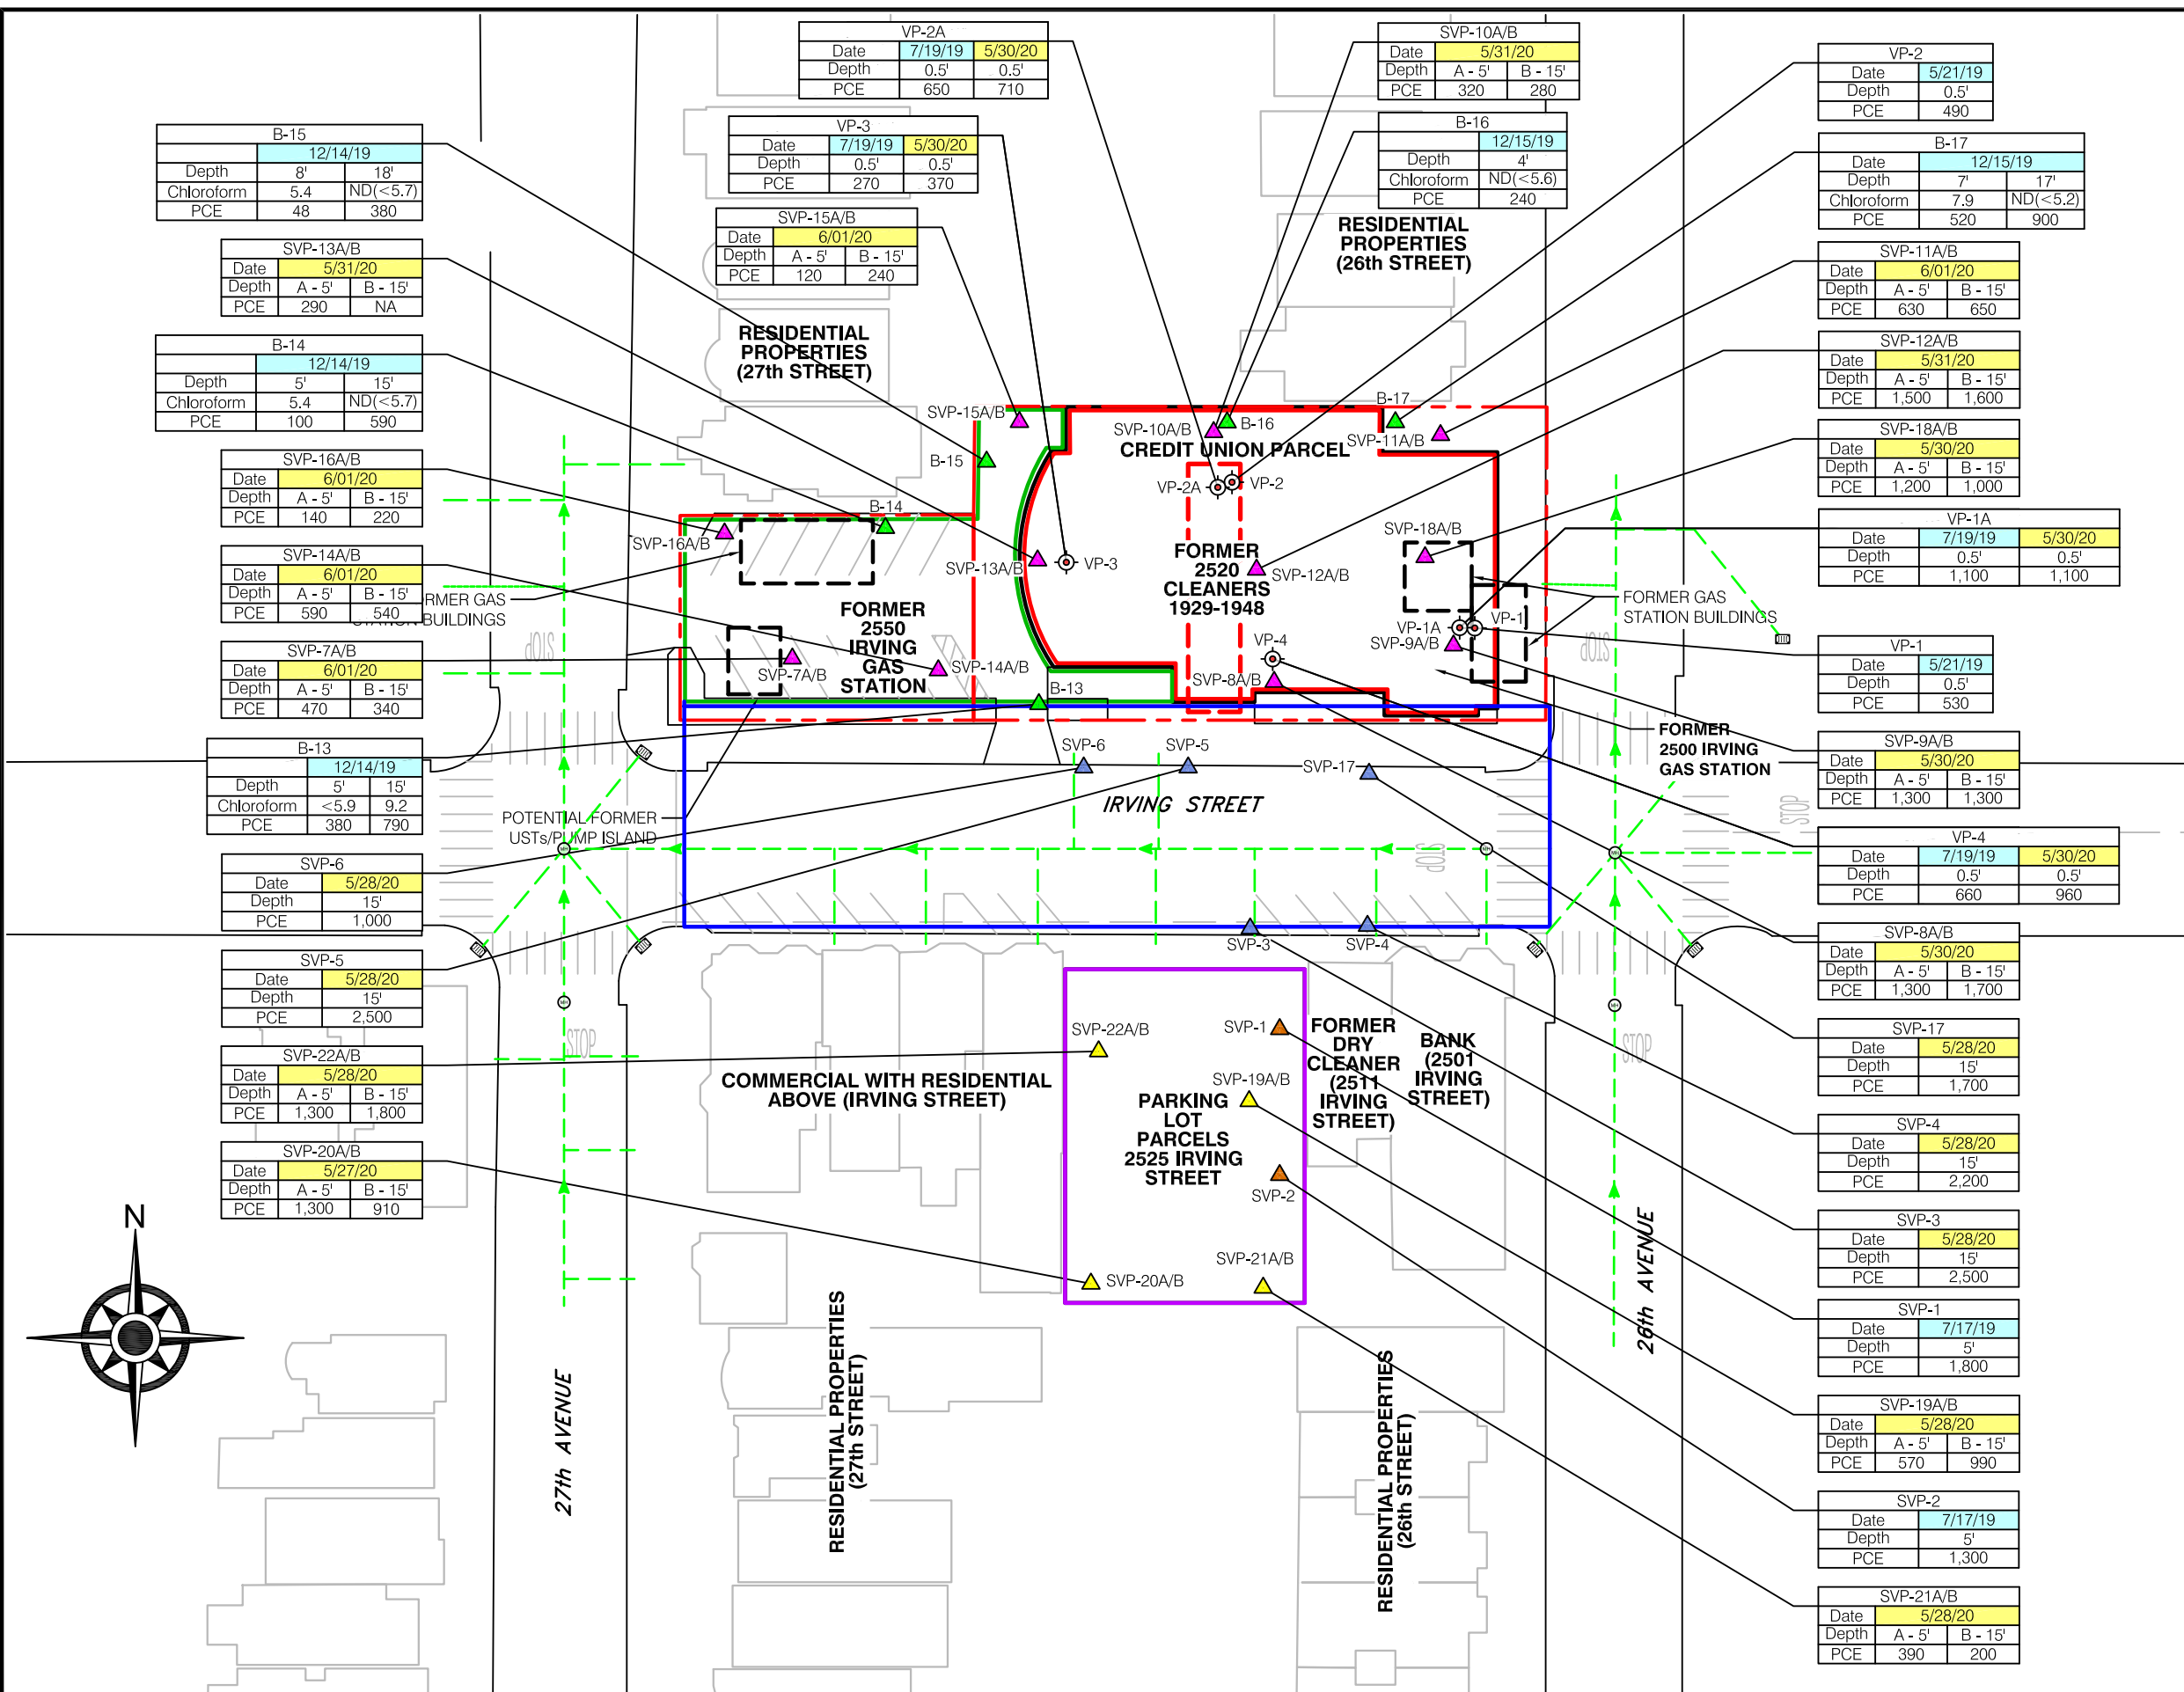 VP-2A
Date 7/19/19 5/30/20
Depth 0.5' 0.5'
PCE 650 710
SVP-10A/B
Date 5/31/20
Depth A - 5' B - 15'
PCE 320 280
VP-2
Date 5/21/19
Depth 0.5'
PCE 490
B-15
12/14/19
Depth 8' 18'
Chloroform 5.4 ND(<5.7)
PCE 48 380
VP-3
Date 7/19/19 5/30/20
Depth 0.5' 0.5'
PCE 270 370
B-16
12/15/19
Depth 4'
Chloroform ND(<5.6)
PCE 240
B-17
Date 12/15/19
Depth 7' 17'
Chloroform 7.9 ND(<5.2)
PCE 520 900
SVP-15A/B
Date 6/01/20
Depth A - 5' B - 15'
PCE 120 240
SVP-13A/B
Date 5/31/20
Depth A - 5' B - 15'
PCE 290 NA
SVP-11A/B
Date 6/01/20
Depth A - 5' B - 15'
PCE 630 650
B-14
12/14/19
Depth 5' 15'
Chloroform 5.4 ND(<5.7)
PCE 100 590
SVP-12A/B
Date 5/31/20
Depth A - 5' B - 15'
PCE 1,500 1,600
SVP-16A/B
Date 6/01/20
Depth A - 5' B - 15'
PCE 140 220
SVP-18A/B
Date 5/30/20
Depth A - 5' B - 15'
PCE 1,200 1,000
SVP-14A/B
Date 6/01/20
Depth A - 5' B - 15'
PCE 590 540
VP-1A
Date 7/19/19 5/30/20
Depth 0.5' 0.5'
PCE 1,100 1,100
SVP-7A/B
Date 6/01/20
Depth A - 5' B - 15'
PCE 470 340
VP-1
Date 5/21/19
Depth 0.5'
PCE 530
B-13
12/14/19
Depth 5' 15'
Chloroform <5.9 9.2
PCE 380 790
SVP-9A/B
Date 5/30/20
Depth A - 5' B - 15'
PCE 1,300 1,300
SVP-6
Date 5/28/20
Depth 15'
PCE 1,000
VP-4
Date 7/19/19 5/30/20
Depth 0.5' 0.5'
PCE 660 960
SVP-5
Date 5/28/20
Depth 15'
PCE 2,500
SVP-8A/B
Date 5/30/20
Depth A - 5' B - 15'
PCE 1,300 1,700
SVP-22A/B
Date 5/28/20
Depth A - 5' B - 15'
PCE 1,300 1,800
SVP-17
Date 5/28/20
Depth 15'
PCE 1,700
SVP-20A/B
Date 5/27/20
Depth A - 5' B - 15'
PCE 1,300 910
SVP-4
Date 5/28/20
Depth 15'
PCE 2,200
SVP-3
Date 5/28/20
Depth 15'
PCE 2,500
SVP-1
Date 7/17/19
Depth 5'
PCE 1,800
SVP-19A/B
Date 5/28/20
Depth A - 5' B - 15'
PCE 570 990
SVP-2
Date 7/17/19
Depth 5'
PCE 1,300
SVP-21A/B
Date 5/28/20
Depth A - 5' B - 15'
PCE 390 200
RESIDENTIAL
PROPERTIES
(26th STREET)
RESIDENTIAL
PROPERTIES
(27th STREET)
SVP-15A/B
SVP-10A/B
B-16
B-17
SVP-11A/B
CREDIT UNION PARCEL
B-15
VP-2A
VP-2
B-14
SVP-16A/B
SVP-18A/B
SVP-13A/B
VP-3
FORMER
2520
CLEANERS
1929-1948
SVP-12A/B
BUILDINGS
FORMER
2550
IRVING
GAS
STATION
FORMER GAS
STATION BUILDINGS
VP-1A
VP-1
VP-4
SVP-9A/B
STOP
STOP
SVP-7A/B
SVP-14A/B
SVP-8A/B
B-13
FORMER
2500 IRVING
GAS STATION
SVP-6
SVP-5
SVP-17
IRVING STREET
POTENTIAL FORMER
USTs/PUMP ISLAND
STOP
STOP
MH
MH
MH
SVP-3
SVP-4
MH
MH
STOP
STOP
SVP-22A/B
SVP-1
FORMER
DRY
CLEANER
(2511
IRVING
STREET)
BANK
(2501
IRVING
STREET)
COMMERCIAL WITH RESIDENTIAL
ABOVE (IRVING STREET)
SVP-19A/B
PARKING
LOT
PARCELS
2525 IRVING
STREET
SVP-2
SVP-20A/B
SVP-21A/B
N
26th AVENUE
27th AVENUE
RESIDENTIAL PROPERTIES
(27th STREET)
RESIDENTIAL PROPERTIES
(26th STREET)